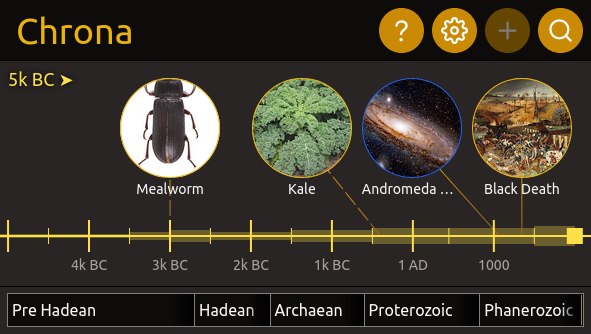 Chrona
?
+
5k BC ➤
Mealworm
Kale
Andromeda ...
Black Death
4k BC
3k BC
2k BC
1k BC
1 AD
1000
Pre Hadean
Hadean
Archaean
Proterozoic
Phanerozoic